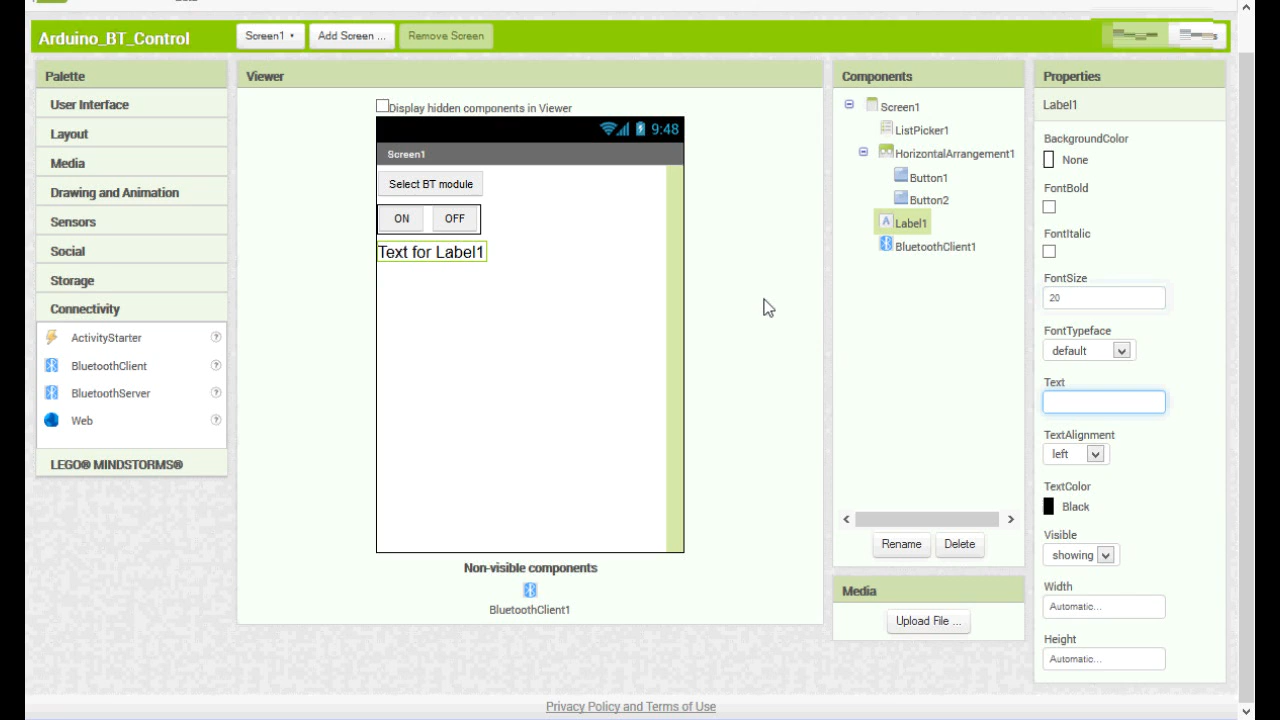 Arduino_BT_Control
Screen1
Add Screen ...
Remove Screen
Palette
User Interface
Layout
Media
Drawing and Animation
Sensors
Social
Storage
Connectivity
ActivityStarter
?
BluetoothClient
?
BluetoothServer
?
Web
?
LEGO® MINDSTORMS®
Viewer
Display hidden components in Viewer
9:48
Screen1
Select BT module
ON
OFF
Text for Label1
Non-visible components
BluetoothClient1
Components
Screen1
ListPicker1
HorizontalArrangement1
Button1
Button2
A Label1
BluetoothClient1
Rename
Delete
Media
Upload File ...
Properties
Label1
BackgroundColor
None
FontBold
FontItalic
FontSize
20
FontTypeface
default
Text
TextAlignment
left
TextColor
Black
Visible
showing
Width
Automatic...
Height
Automatic...
Privacy Policy and Terms of Use